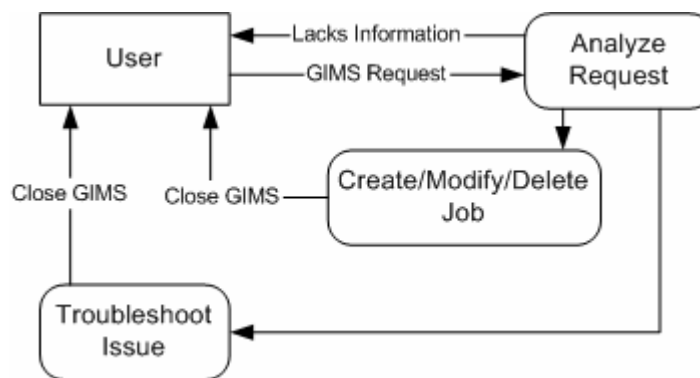 User
Lacks Information
GIMS Request
Analyze
Request
Create/Modify/Delete
Job
Close GIMS
Close GIMS
Troubleshoot
Issue